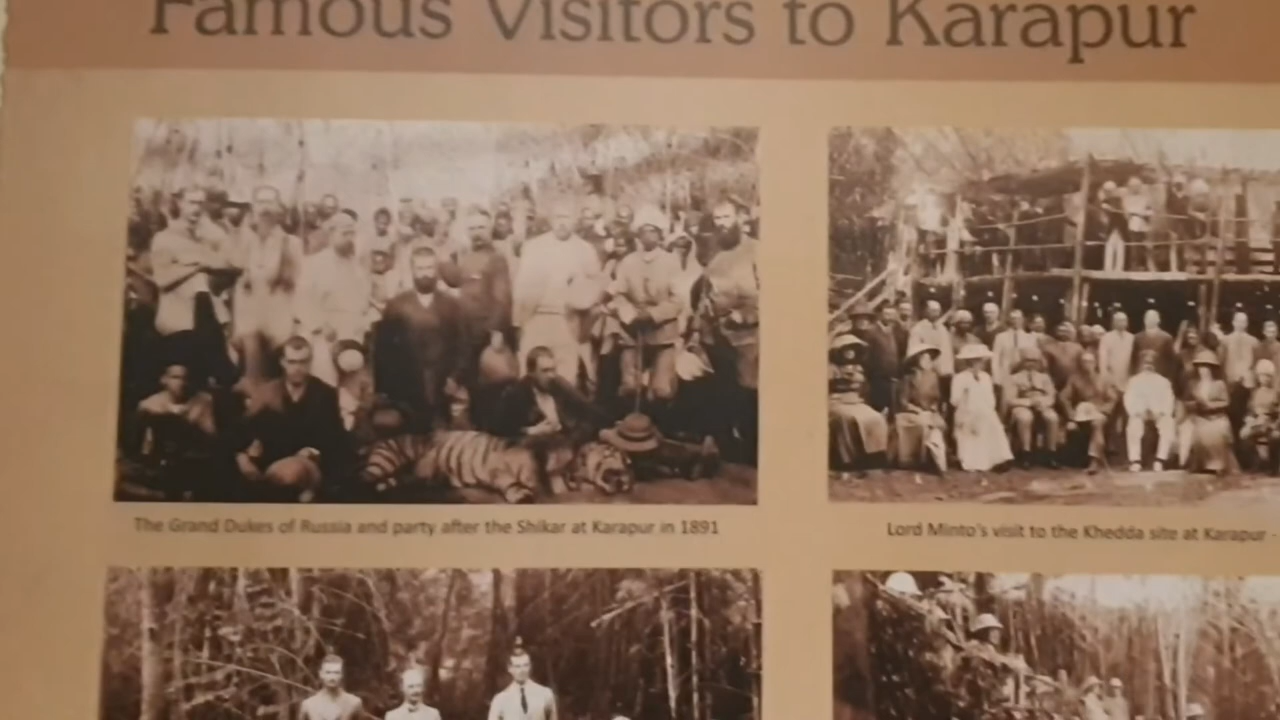 Famous Visitors to Karapur
The Grand Dukes of Russia and party after the Shikar at Karapur in 1891
Lord Minto's visit to the Khedda site at Karapur -